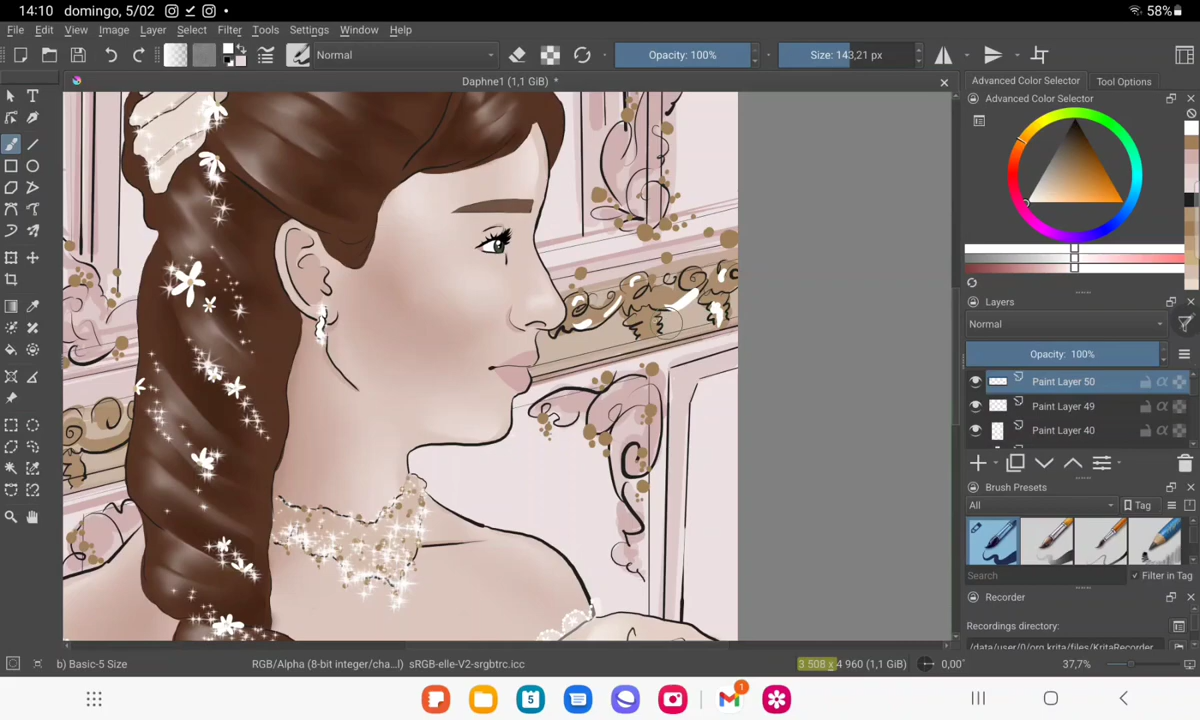 14:10 domingo, 5/02 58%
File Edit View Image Layer Select Filter Tools Settings Window Help
Normal Opacity: 100% Size: 143,21 px
Daphne1 (1,1 GiB) *
Advanced Color Selector Tool Options
Advanced Color Selector
Layers
Normal
Opacity: 100%
Paint Layer 50
Paint Layer 49
Paint Layer 40
Brush Presets
All Tag
Search Filter in Tag
Recorder
Recordings directory:
/data/user/0/org.krita/files/KritaRecorder
b) Basic-5 Size RGB/Alpha (8-bit integer/cha...) sRGB-elle-V2-srgbtrc.icc 3 508 x 4 960 (1,1 GiB) 0,00° 37,7%
5 1